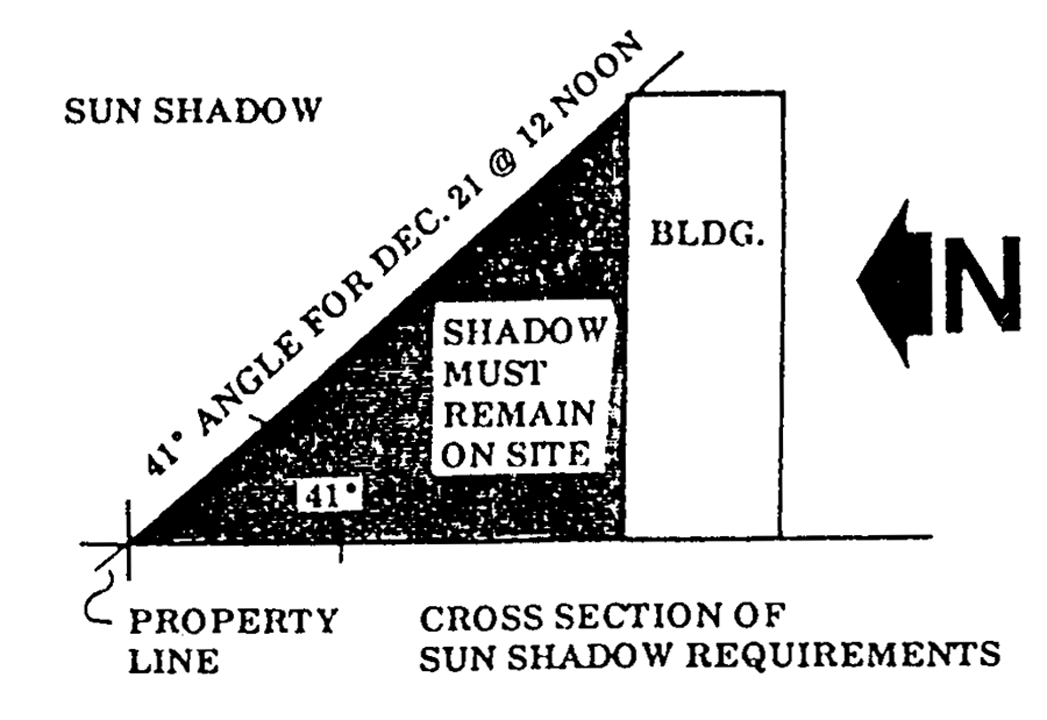 SUN SHADOW
41° ANGLE FOR DEC. 21 @ 12 NOON
BLDG.
N
SHADOW
MUST
REMAIN
ON SITE
41°
PROPERTY
LINE
CROSS SECTION OF
SUN SHADOW REQUIREMENTS